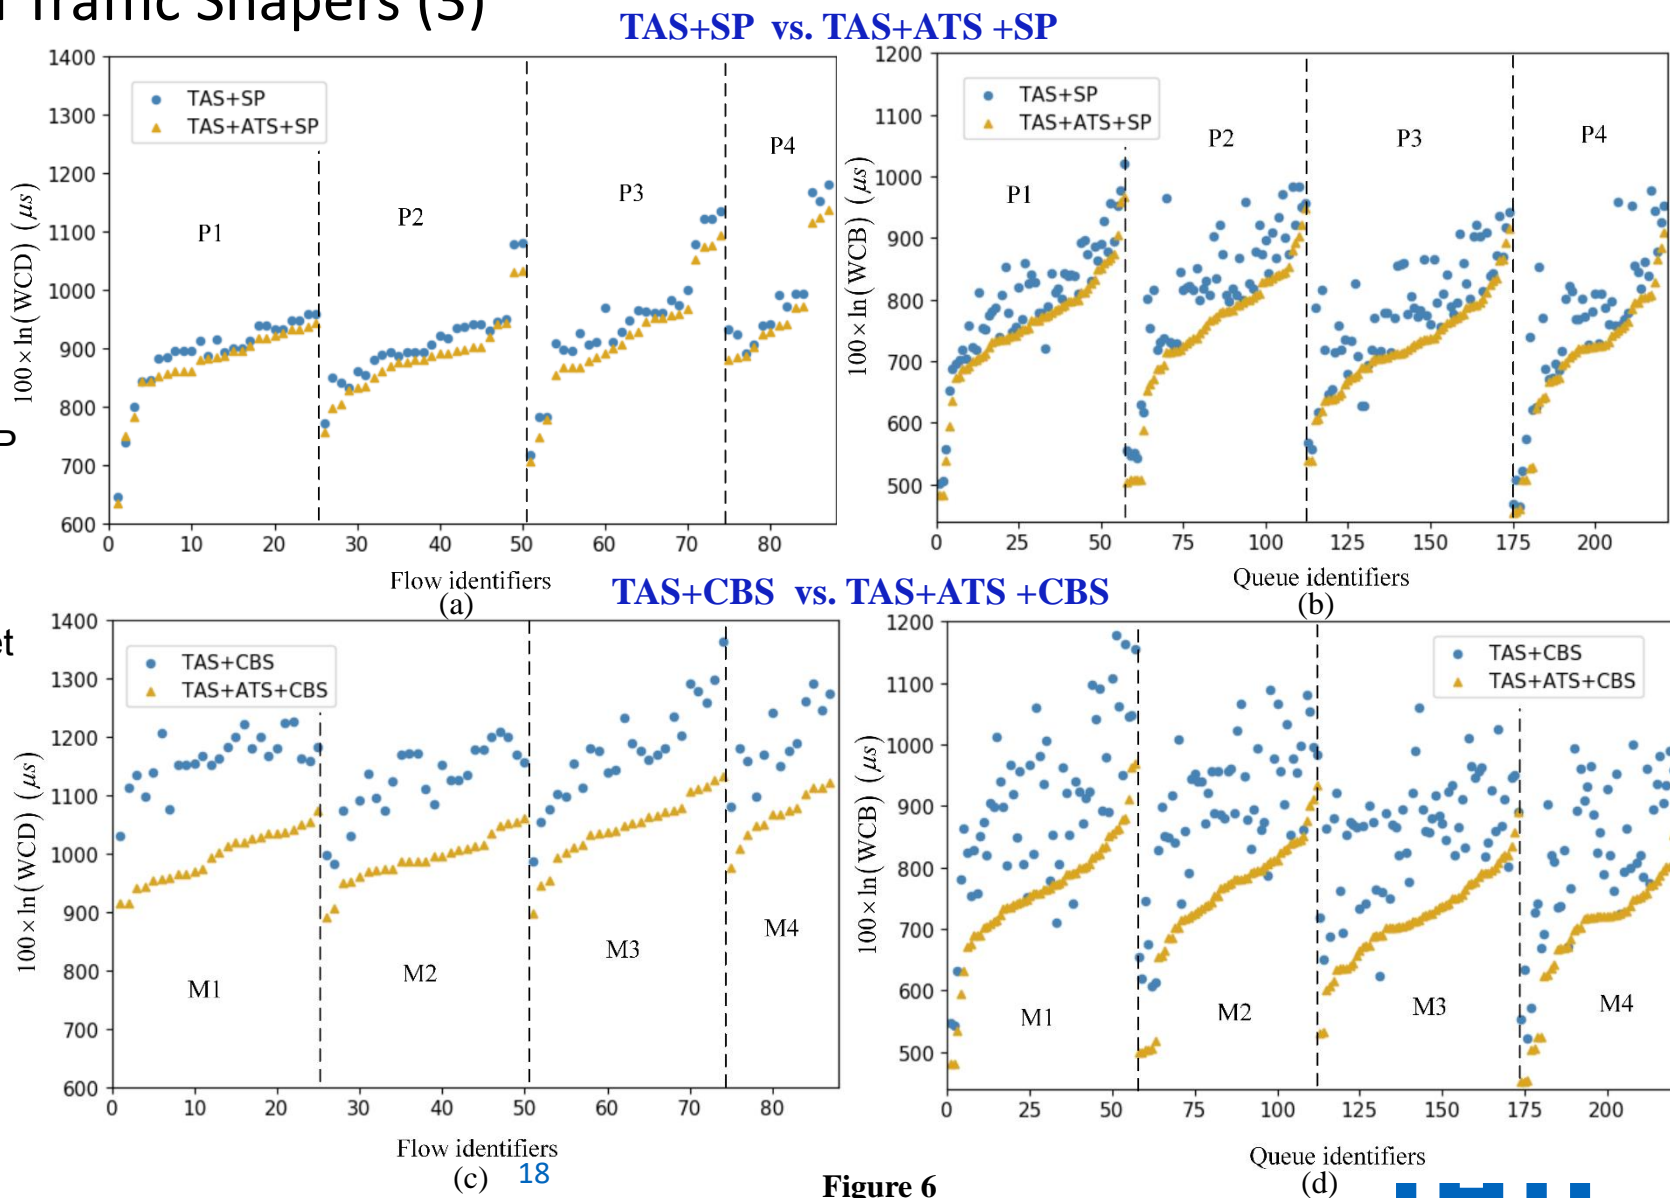 Traffic Shapers (3)
TAS+SP vs. TAS+ATS +SP
1400
1300
1200
1100
1000
900
800
700
600
100×ln(WCD) (μs)
TAS+SP
TAS+ATS+SP
P1
P2
P3
P4
0 10 20 30 40 50 60 70 80
Flow identifiers
(a)
1200
1100
1000
900
800
700
600
500
100×ln(WCB) (μs)
TAS+SP
TAS+ATS+SP
P1
P2
P3
P4
0 25 50 75 100 125 150 175 200
Queue identifiers
(b)
TAS+CBS vs. TAS+ATS +CBS
1400
1300
1200
1100
1000
900
800
700
600
100×ln(WCD) (μs)
TAS+CBS
TAS+ATS+CBS
M1
M2
M3
M4
0 10 20 30 40 50 60 70 80
Flow identifiers
(c)
1200
1100
1000
900
800
700
600
500
100×ln(WCB) (μs)
TAS+CBS
TAS+ATS+CBS
M1
M2
M3
M4
0 25 50 75 100 125 150 175 200
Queue identifiers
(d)
18
Figure 6